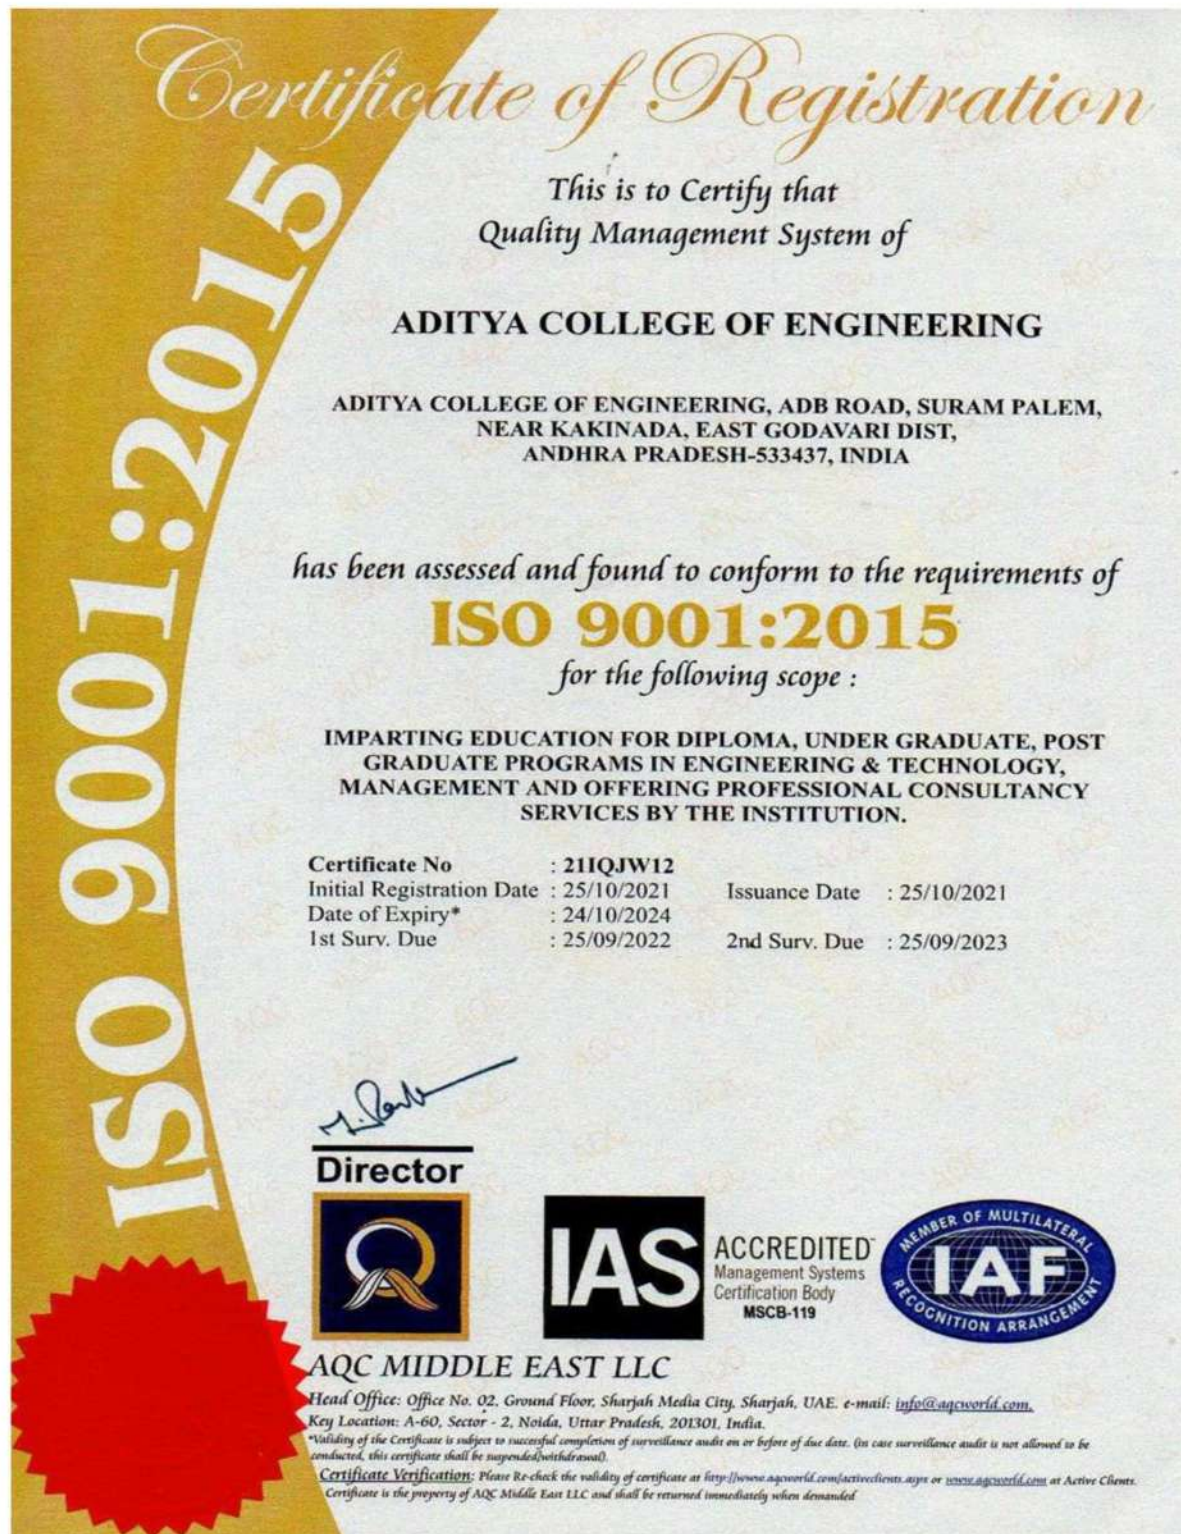 Certificate of Registration
ISO 9001:2015
This is to Certify that
Quality Management System of
ADITYA COLLEGE OF ENGINEERING
ADITYA COLLEGE OF ENGINEERING, ADB ROAD, SURAM PALEM,
NEAR KAKINADA, EAST GODAVARI DIST,
ANDHRA PRADESH-533437, INDIA
has been assessed and found to conform to the requirements of
ISO 9001:2015
for the following scope :
IMPARTING EDUCATION FOR DIPLOMA, UNDER GRADUATE, POST
GRADUATE PROGRAMS IN ENGINEERING & TECHNOLOGY,
MANAGEMENT AND OFFERING PROFESSIONAL CONSULTANCY
SERVICES BY THE INSTITUTION.
Certificate No : 21IQJW12
Initial Registration Date : 25/10/2021 Issuance Date : 25/10/2021
Date of Expiry* : 24/10/2024
1st Surv. Due : 25/09/2022 2nd Surv. Due : 25/09/2023
Director
IAS
ACCREDITED
Management Systems
Certification Body
MSCB-119
MEMBER OF MULTILATERAL
IAF
RECOGNITION ARRANGEMENT
AQC MIDDLE EAST LLC
Head Office: Office No. 02, Ground Floor, Sharjah Media City, Sharjah, UAE. e-mail: info@aqcworld.com,
Key Location: A-60, Sector - 2, Noida, Uttar Pradesh, 201301, India.
*Validity of the Certificate is subject to successful completion of surveillance audit on or before of due date. (in case surveillance audit is not allowed to be
conducted, this certificate shall be suspended/withdrawal).
Certificate Verification: Please Re-check the validity of certificate at http://www.aqcworld.com/activeclients.aspx or www.aqcworld.com at Active Clients.
Certificate is the property of AQC Middle East LLC and shall be returned immediately when demanded